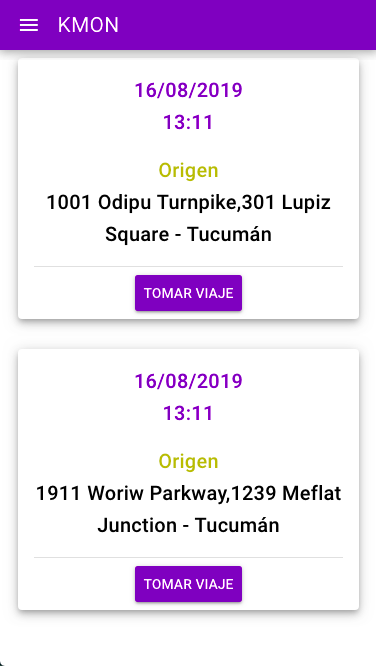 KMON
16/08/2019
13:11
Origen
1001 Odipu Turnpike,301 Lupiz
Square - Tucumán
TOMAR VIAJE
16/08/2019
13:11
Origen
1911 Woriw Parkway,1239 Meflat
Junction - Tucumán
TOMAR VIAJE